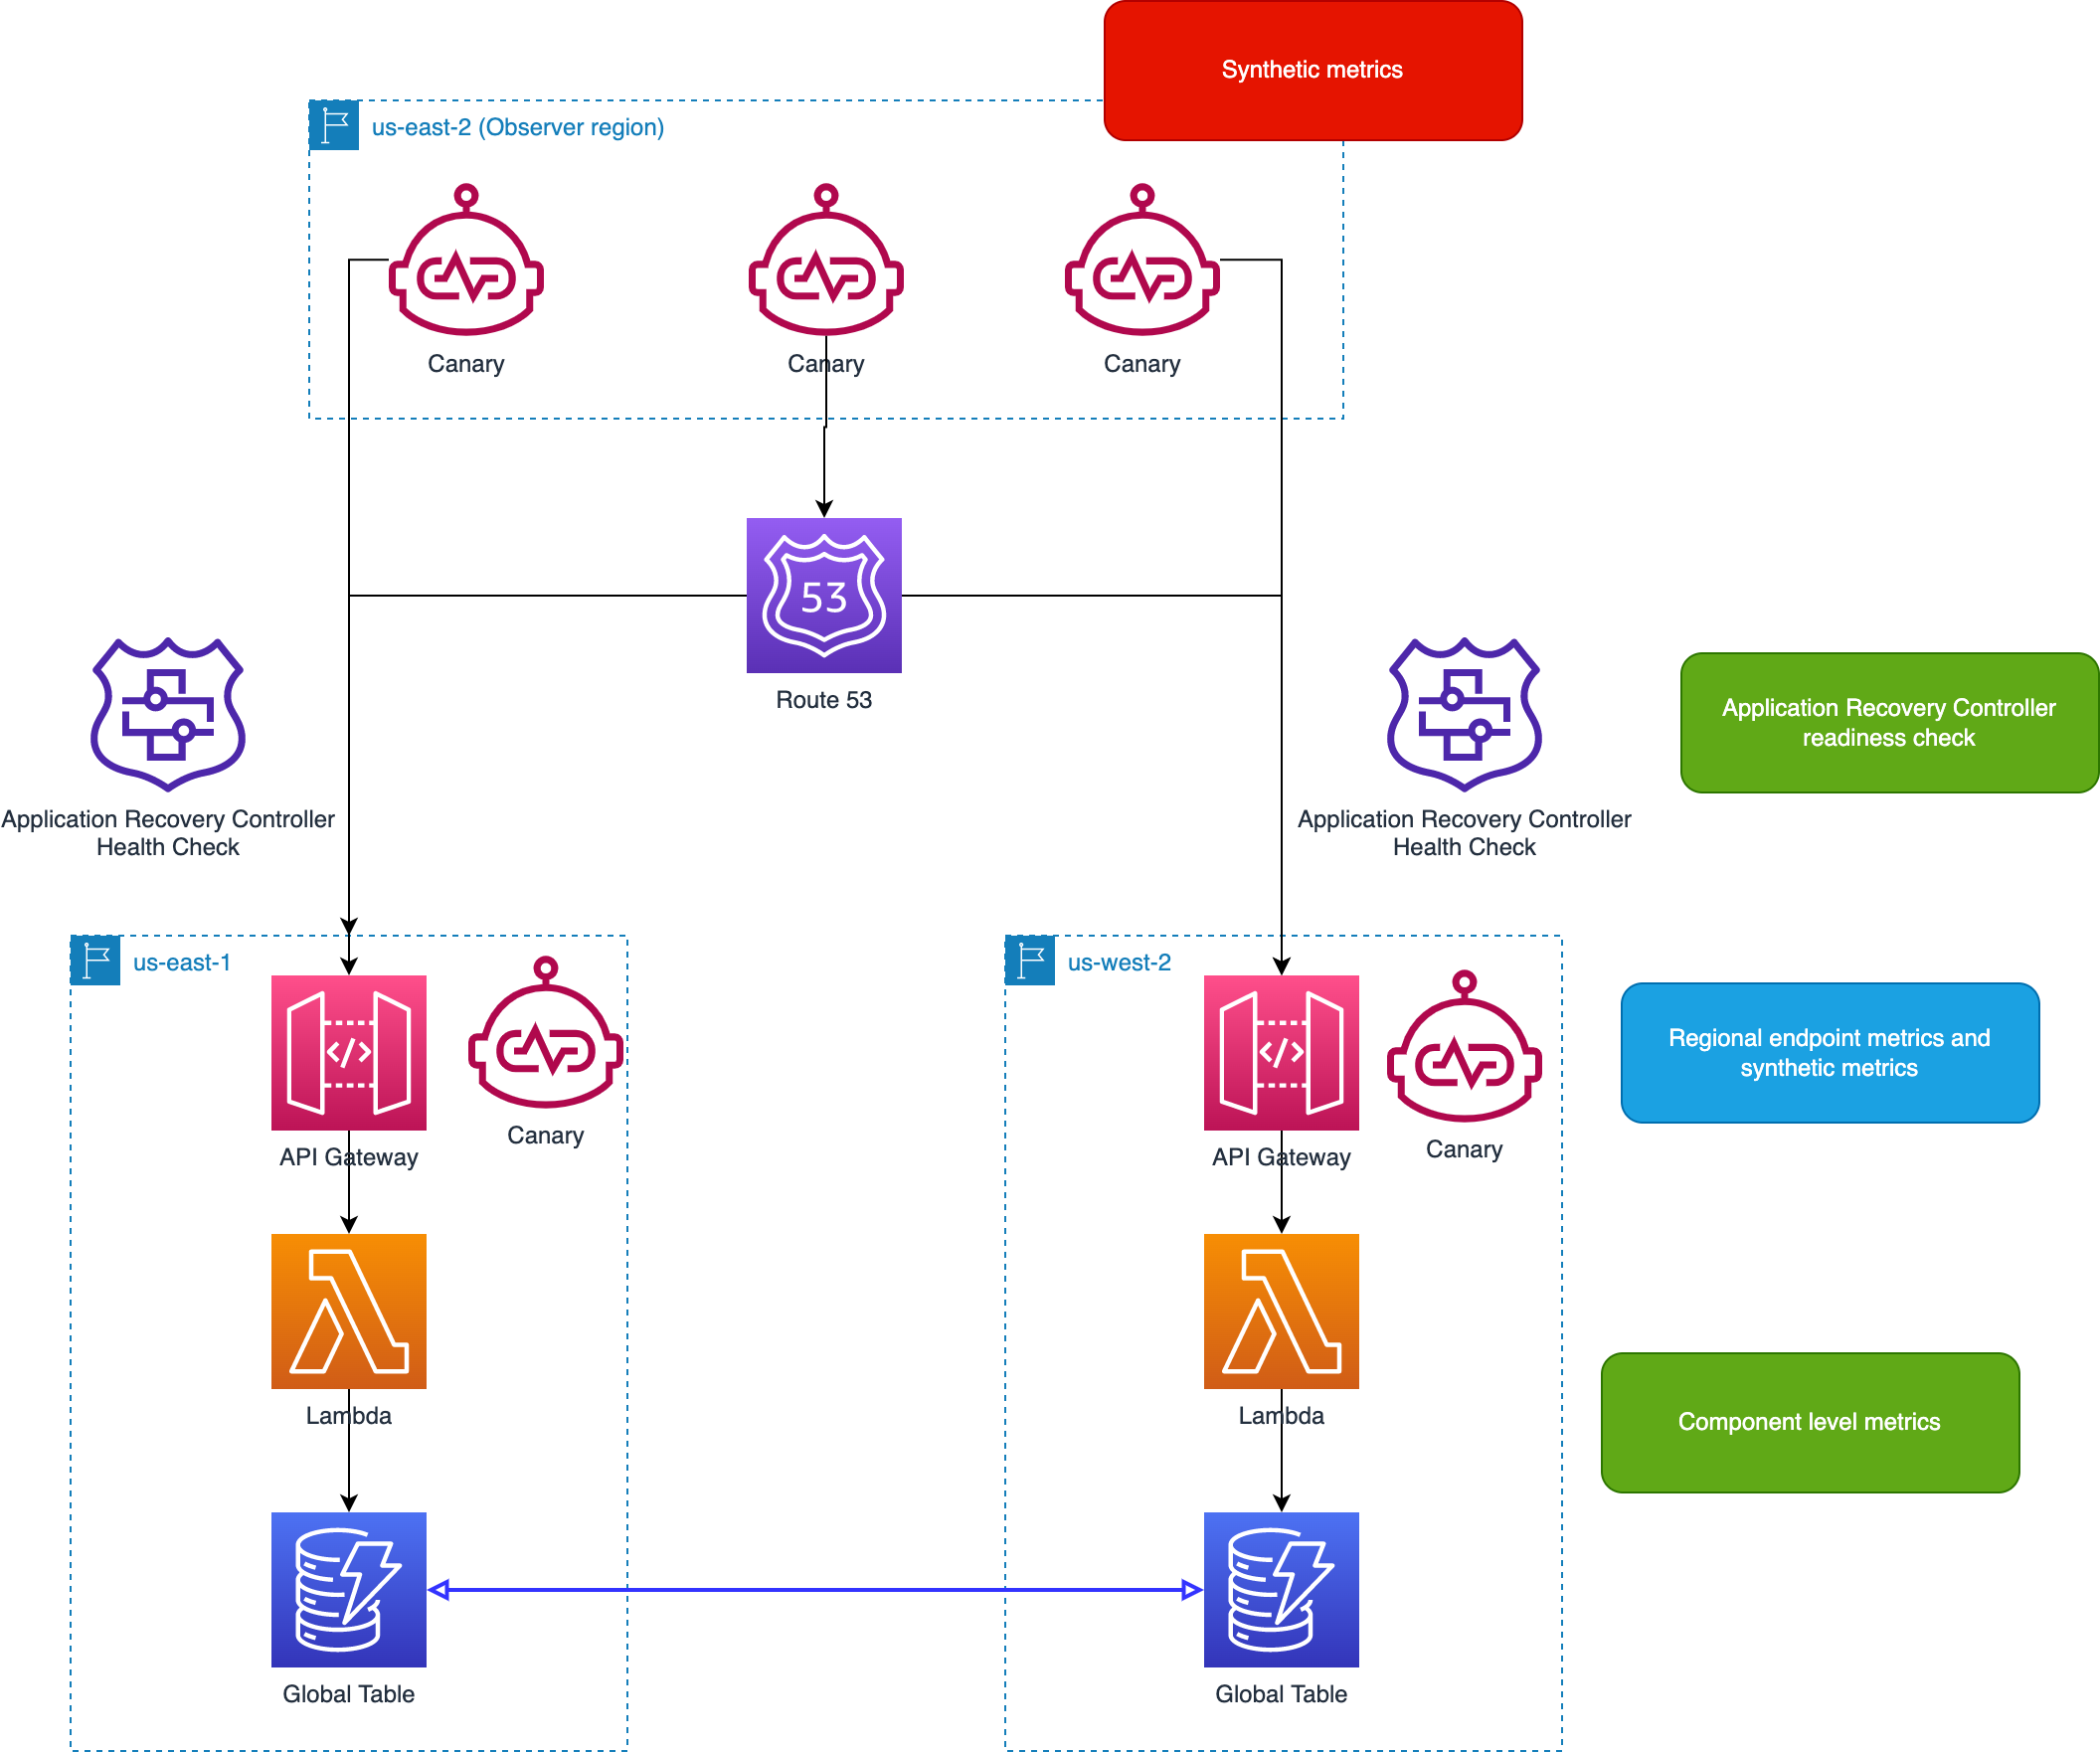 Synthetic metrics
us-east-2 (Observer region)
Canary
Canary
Canary
53
Route 53
Application Recovery Controller
Health Check
Application Recovery Controller
Health Check
Application Recovery Controller
readiness check
us-east-1
</>
API Gateway
Canary
us-west-2
</>
API Gateway
Canary
Regional endpoint metrics and
synthetic metrics
Lambda
Lambda
Component level metrics
Global Table
Global Table